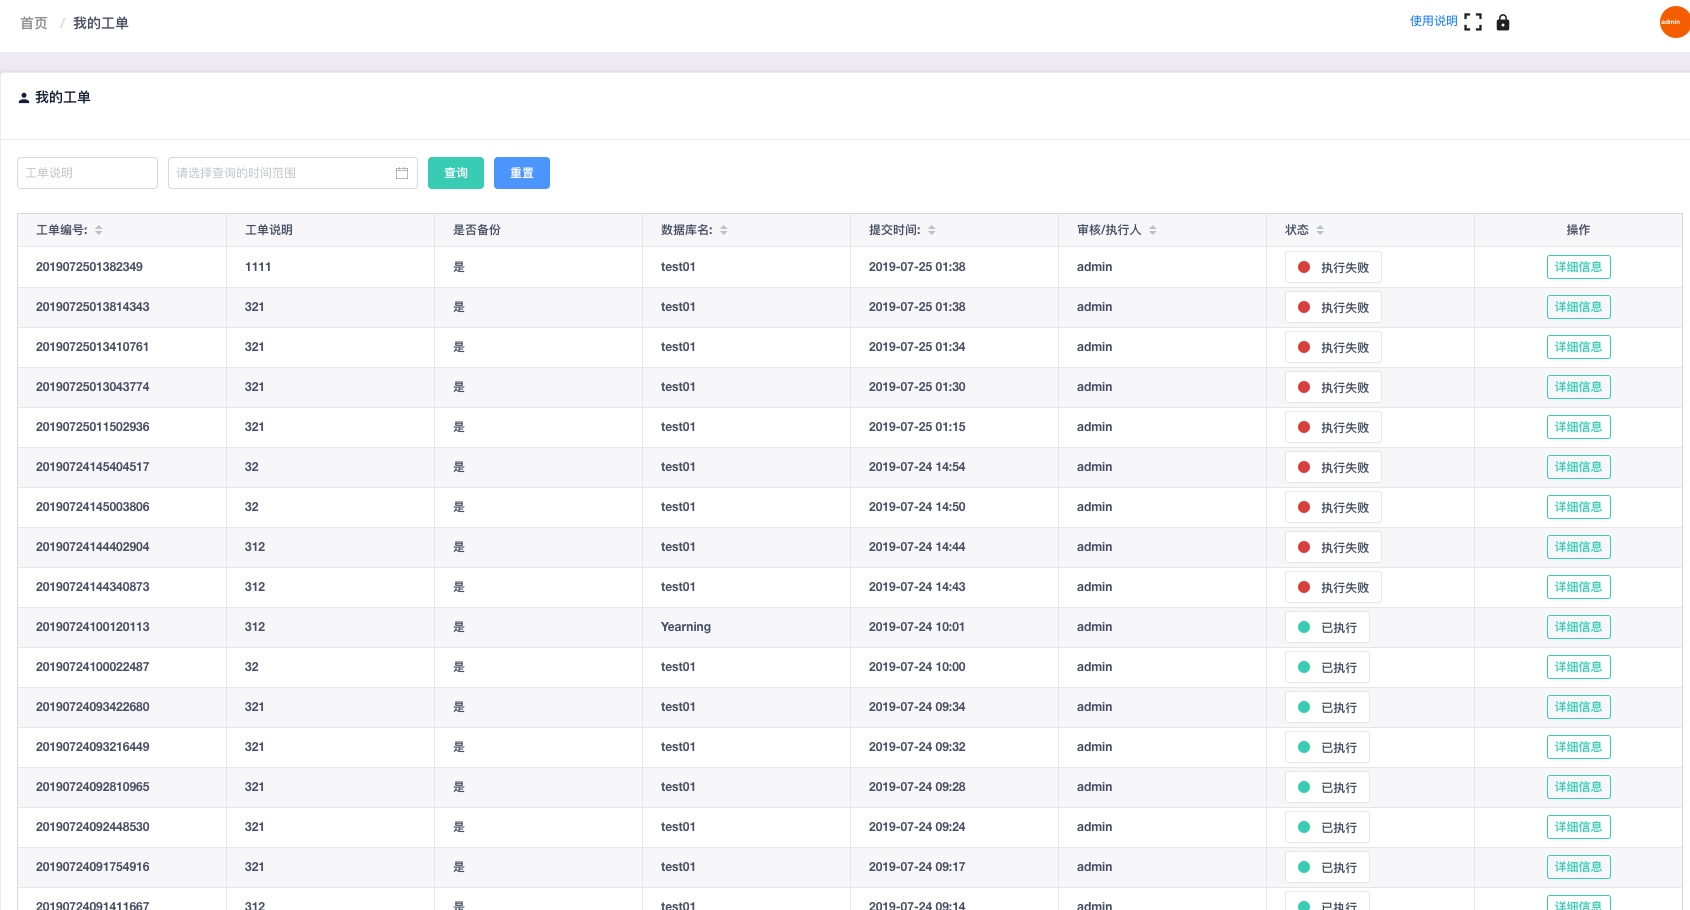 首页 / 我的工单
使用说明
admin
我的工单
工单说明 请选择查询的时间范围 查询 重置
工单编号: 工单说明 是否备份 数据库名: 提交时间: 审核/执行人 状态 操作
2019072501382349 1111 是 test01 2019-07-25 01:38 admin 执行失败 详细信息
20190725013814343 321 是 test01 2019-07-25 01:38 admin 执行失败 详细信息
20190725013410761 321 是 test01 2019-07-25 01:34 admin 执行失败 详细信息
20190725013043774 321 是 test01 2019-07-25 01:30 admin 执行失败 详细信息
20190725011502936 321 是 test01 2019-07-25 01:15 admin 执行失败 详细信息
20190724145404517 32 是 test01 2019-07-24 14:54 admin 执行失败 详细信息
20190724145003806 32 是 test01 2019-07-24 14:50 admin 执行失败 详细信息
20190724144402904 312 是 test01 2019-07-24 14:44 admin 执行失败 详细信息
20190724144340873 312 是 test01 2019-07-24 14:43 admin 执行失败 详细信息
20190724100120113 312 是 Yearning 2019-07-24 10:01 admin 已执行 详细信息
20190724100022487 32 是 test01 2019-07-24 10:00 admin 已执行 详细信息
20190724093422680 321 是 test01 2019-07-24 09:34 admin 已执行 详细信息
20190724093216449 321 是 test01 2019-07-24 09:32 admin 已执行 详细信息
20190724092810965 321 是 test01 2019-07-24 09:28 admin 已执行 详细信息
20190724092448530 321 是 test01 2019-07-24 09:24 admin 已执行 详细信息
20190724091754916 321 是 test01 2019-07-24 09:17 admin 已执行 详细信息
20190724091411667 312 是 test01 2019-07-24 09:14 admin 已执行 详细信息